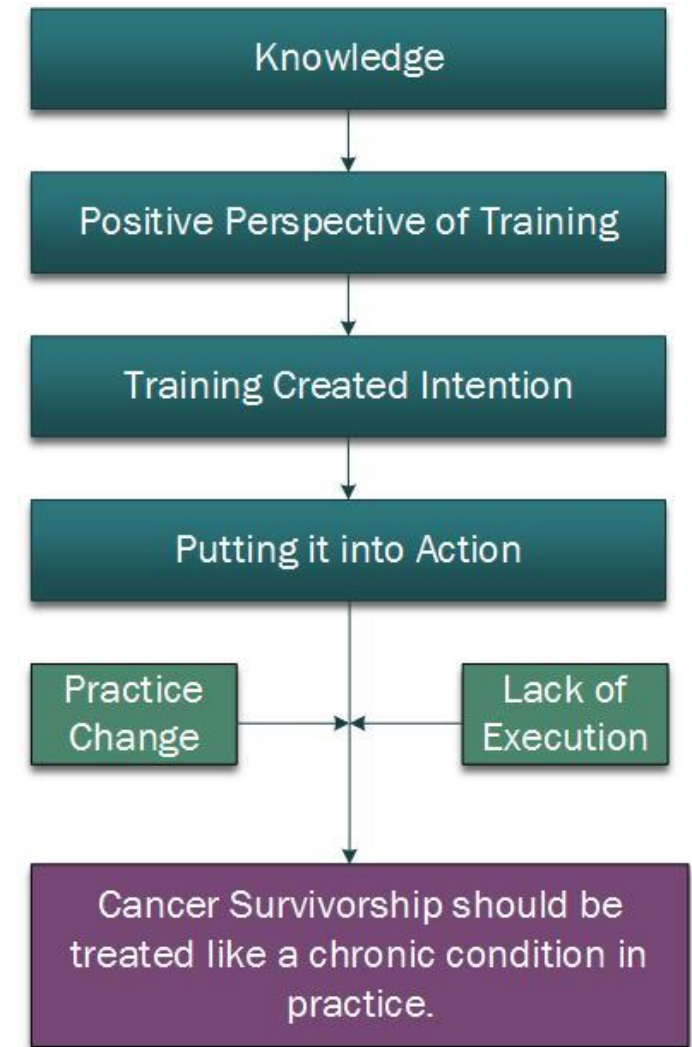 Knowledge
Positive Perspective of Training
Training Created Intention
Putting it into Action
Practice
Change
Lack of
Execution
Cancer Survivorship should be
treated like a chronic condition in
practice.